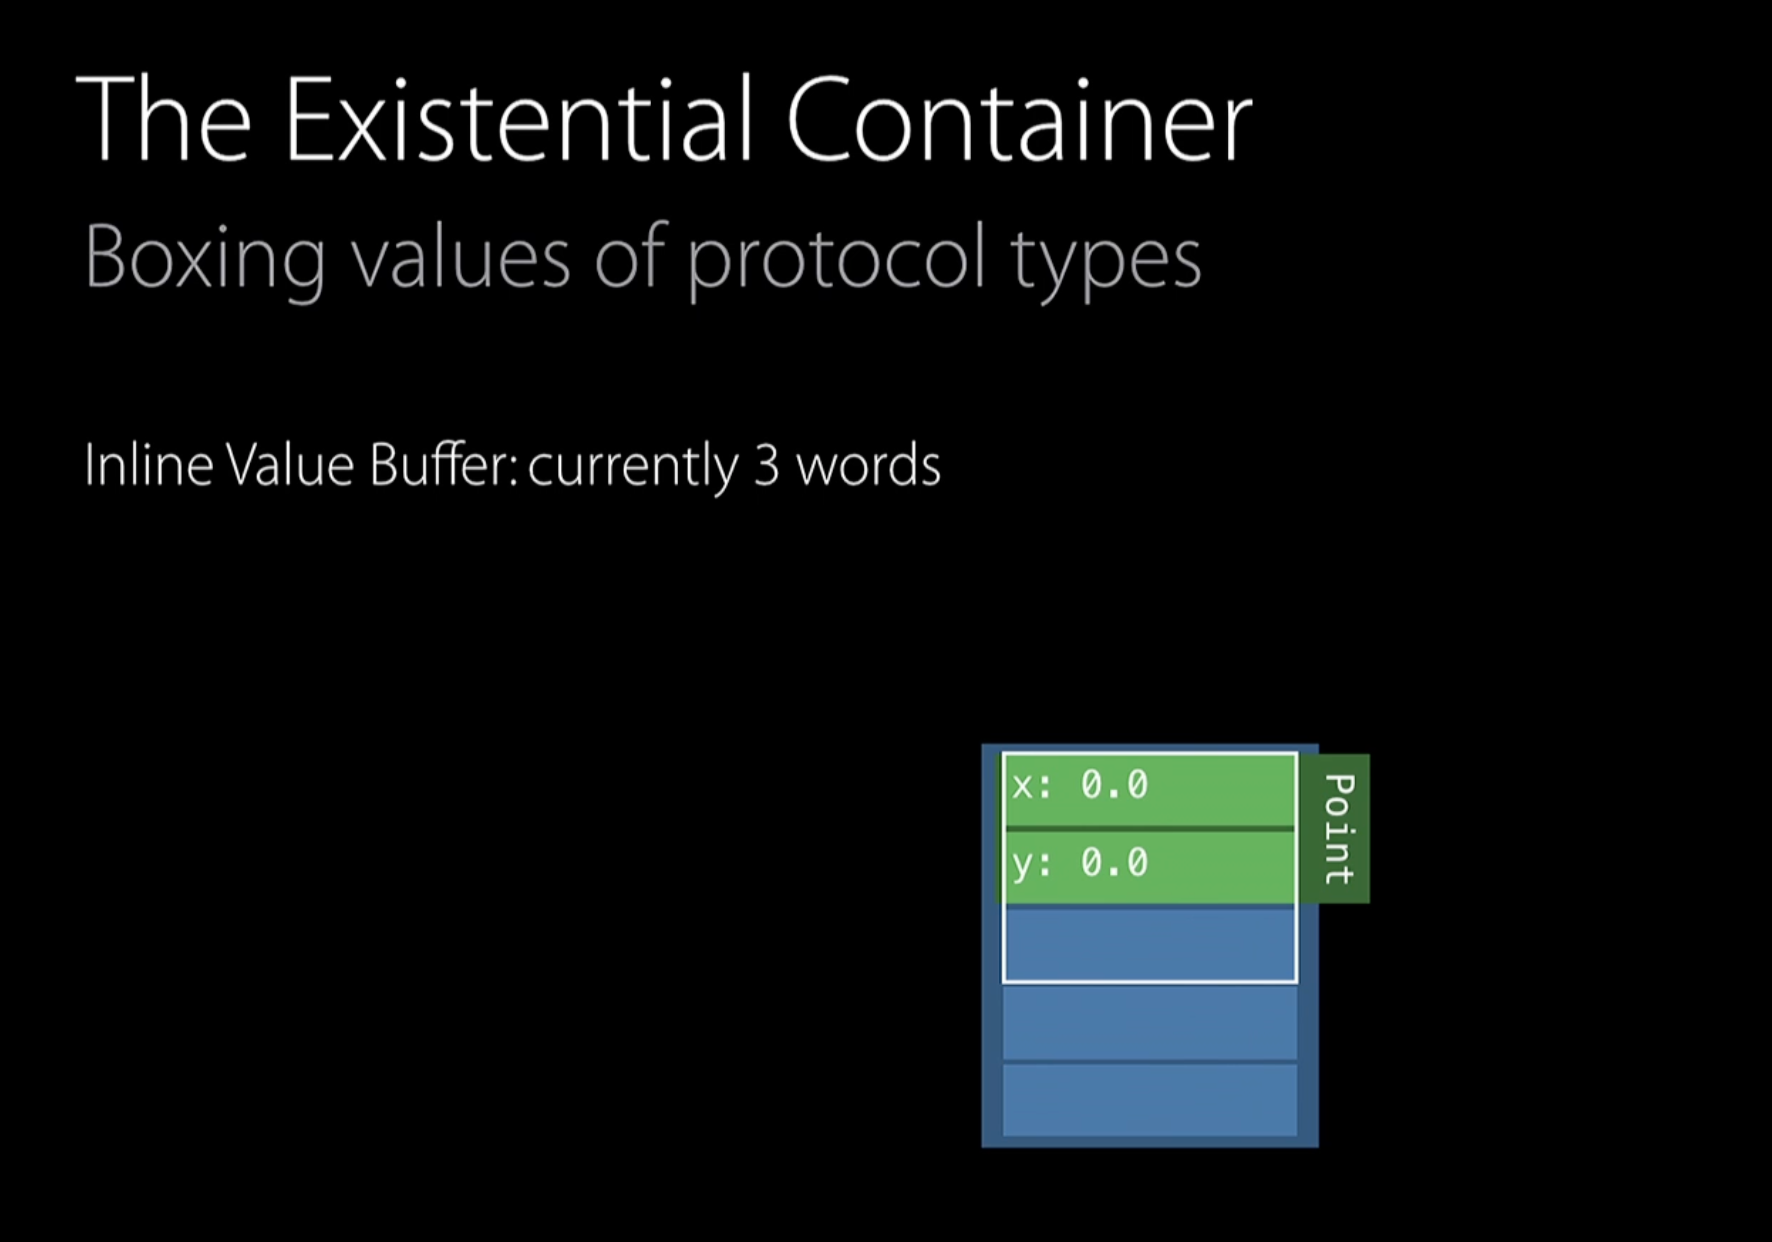 The Existential Container
Boxing values of protocol types
Inline Value Buffer: currently 3 words
x: 0.0
y: 0.0
Point